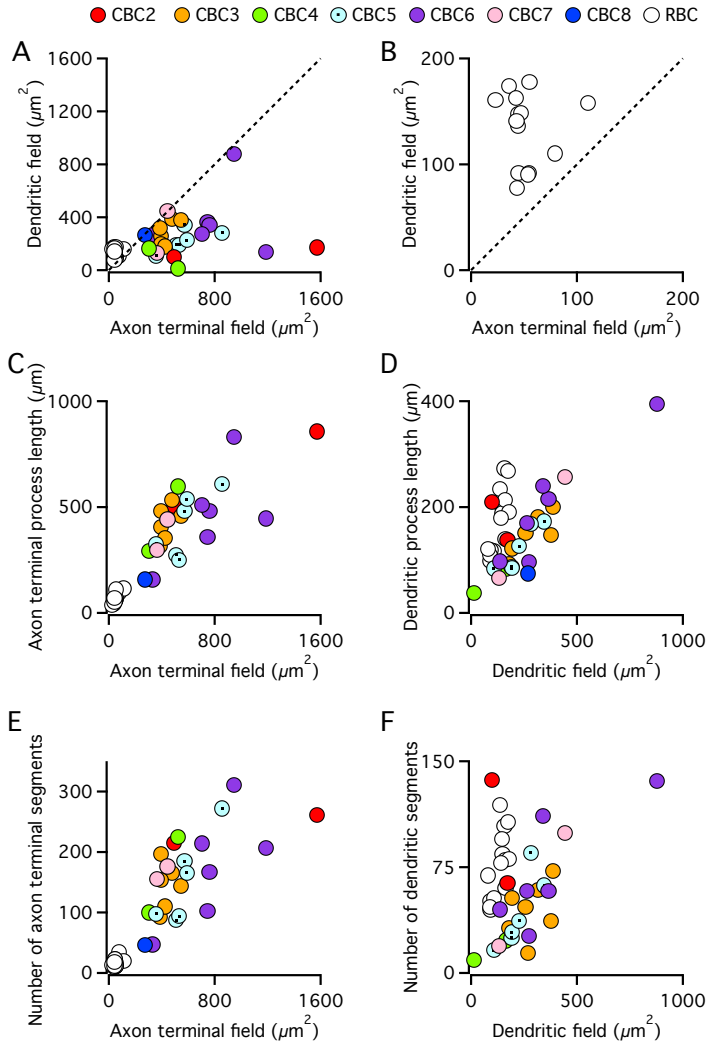 CBC2 CBC3 CBC4 CBC5 CBC6 CBC7 CBC8 RBC
A
Dendritic field (µm²)
1600
1200
800
400
0
0 800 1600
Axon terminal field (µm²)
B
Dendritic field (µm²)
200
100
0
0 100 200
Axon terminal field (µm²)
C
Axon terminal process length (µm)
1000
500
0
0 800 1600
Axon terminal field (µm²)
D
Dendritic process length (µm)
400
200
0
0 500 1000
Dendritic field (µm²)
E
Number of axon terminal segments
300
200
100
0
0 800 1600
Axon terminal field (µm²)
F
Number of dendritic segments
150
75
0
0 500 1000
Dendritic field (µm²)